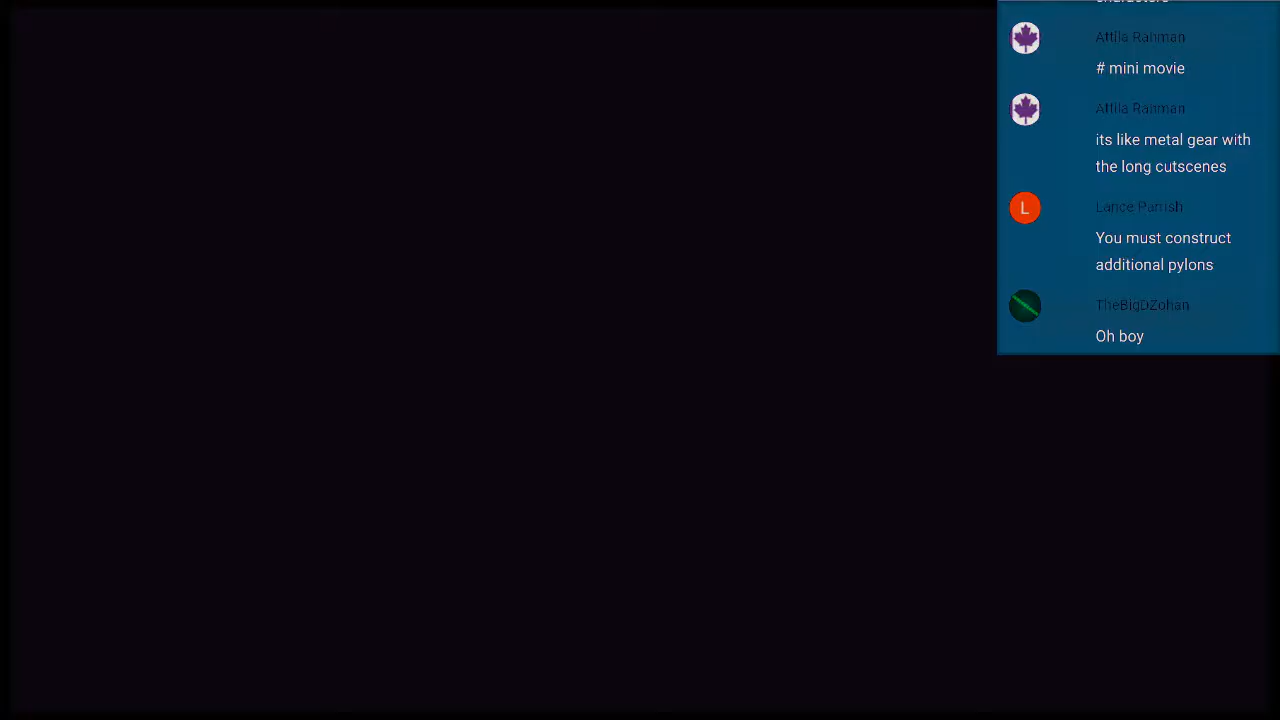 characters
Attila Rahman
# mini movie
Attila Rahman
its like metal gear with
the long cutscenes
L
Lance Parrish
You must construct
additional pylons
TheBigDZohan
Oh boy